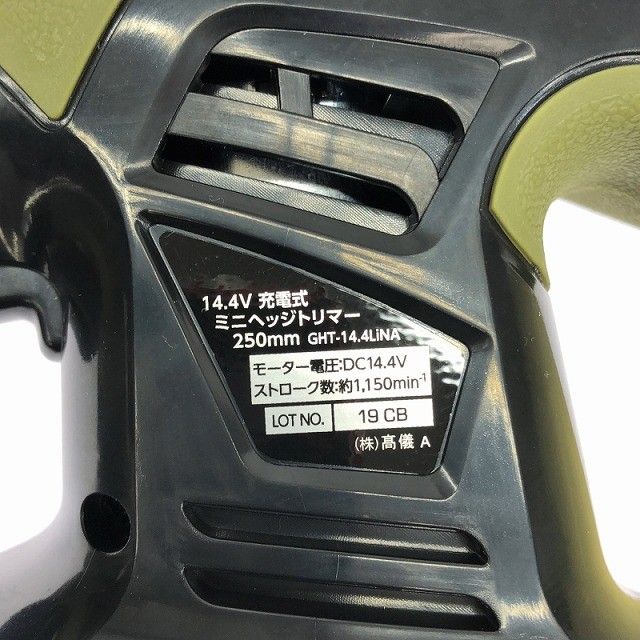 14.4V 充電式
ミニヘッジトリマー
250mm GHT-14.4LiNA
モーター電圧:DC14.4V
ストローク数:約1,150min⁻¹
LOT NO. 19 CB
(株)髙儀 A